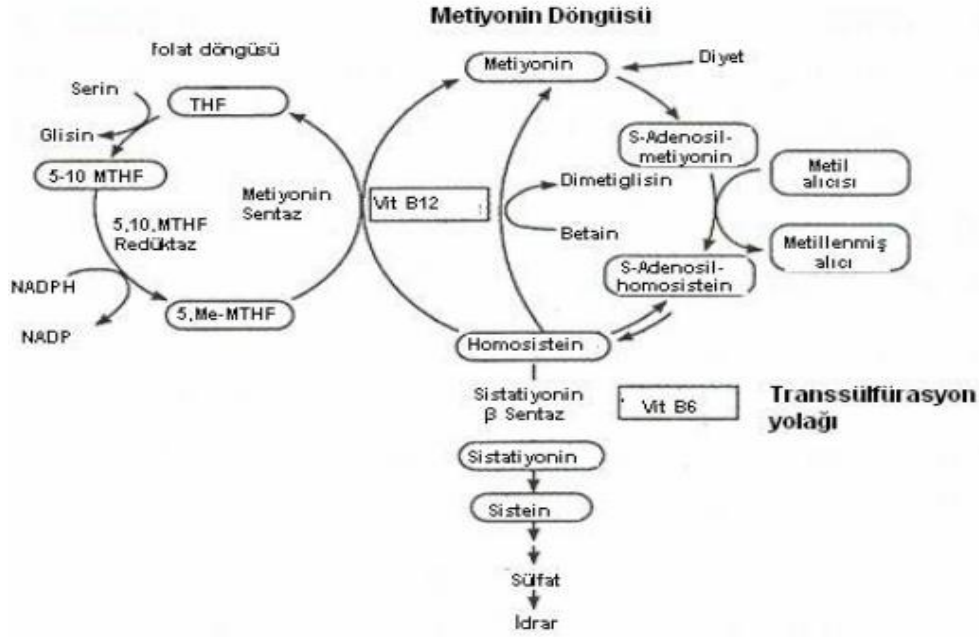 Metiyonin Döngüsü
folat döngüsü
Serin
Glisin
THF
5-10 MTHF
5,10,MTHF
Redüktaz
NADPH
NADP
5,Me-MTHF
Metiyonin
Sentaz
Vit B12
Metiyonin
Diyet
S-Adenosil-
metiyonin
Metil
alıcısı
Dimetiglisin
Betain
Metillenmiş
alıcı
S-Adenosil-
homosistein
Homosistein
Sistatiyonin
β Sentaz
Vit B6
Transsülfürasyon
yolağı
Sistatiyonin
Sistein
Sülfat
İdrar